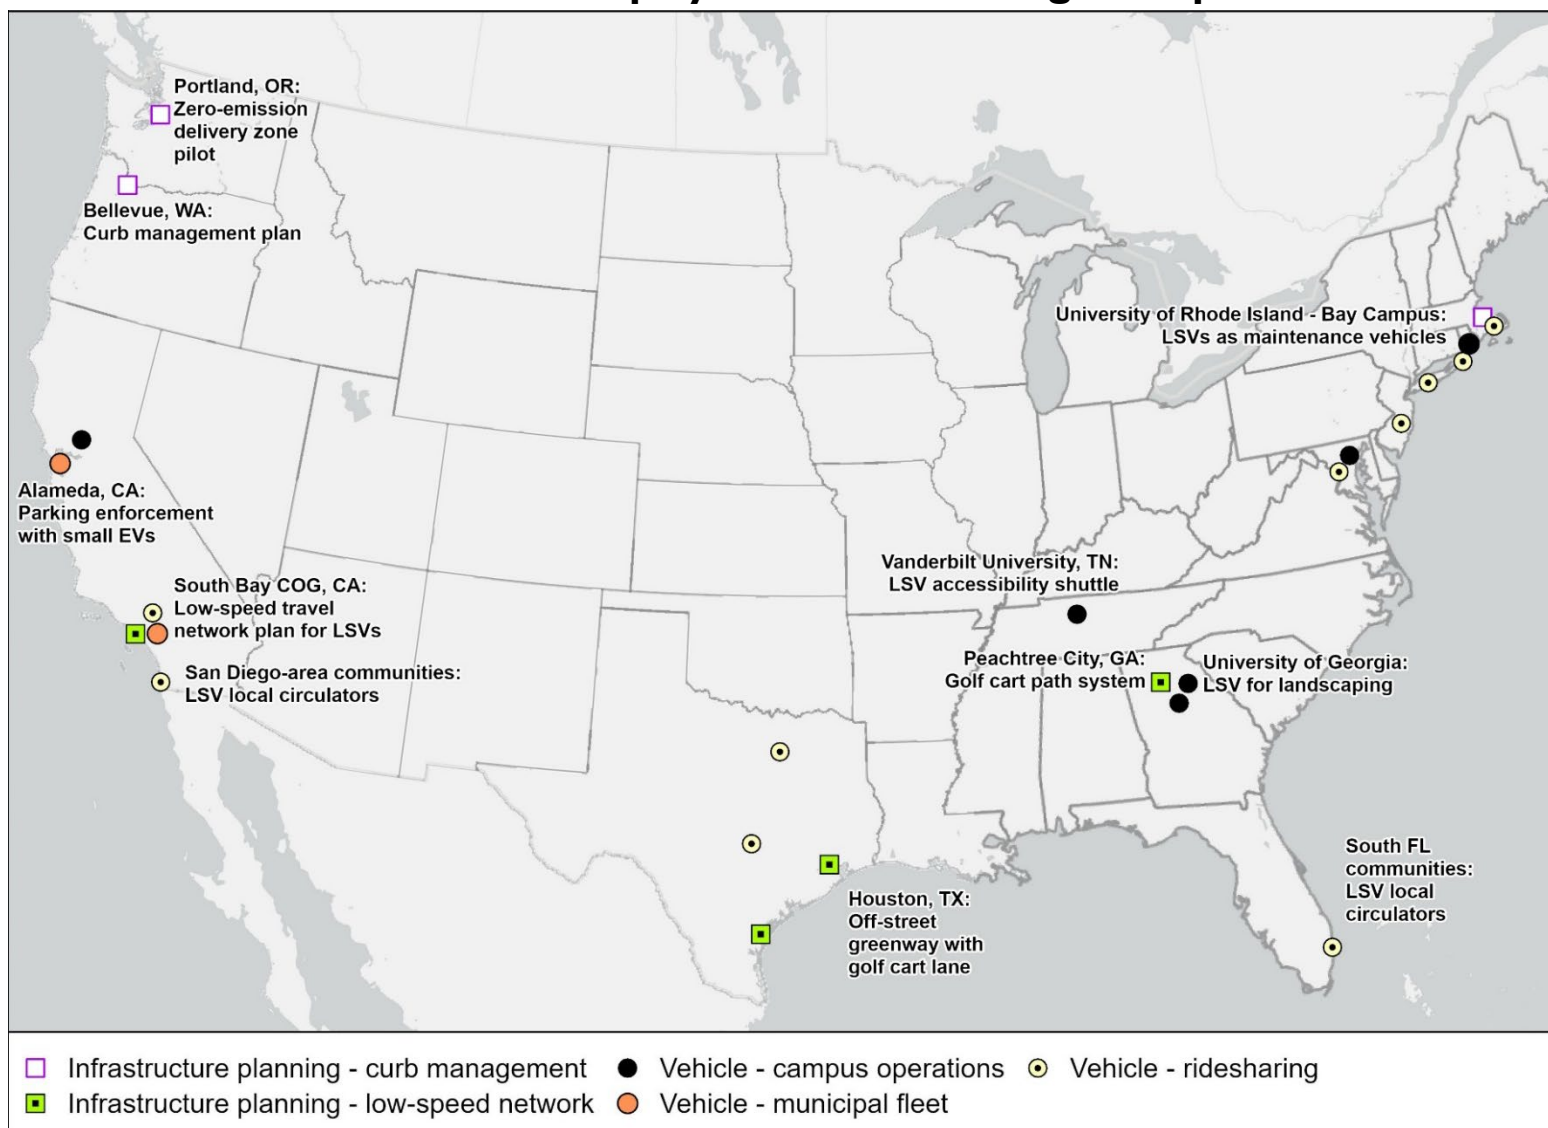 Portland, OR:
Zero-emission
delivery zone
pilot
Bellevue, WA:
Curb management plan
University of Rhode Island - Bay Campus:
LSVs as maintenance vehicles
Alameda, CA:
Parking enforcement
with small EVs
Vanderbilt University, TN:
LSV accessibility shuttle
South Bay COG, CA:
Low-speed travel
network plan for LSVs
San Diego-area communities:
LSV local circulators
Peachtree City, GA:
Golf cart path system
University of Georgia:
LSV for landscaping
South FL
communities:
LSV local
circulators
Houston, TX:
Off-street
greenway with
golf cart lane
Infrastructure planning - curb management
Vehicle - campus operations
Vehicle - ridesharing
Infrastructure planning - low-speed network
Vehicle - municipal fleet